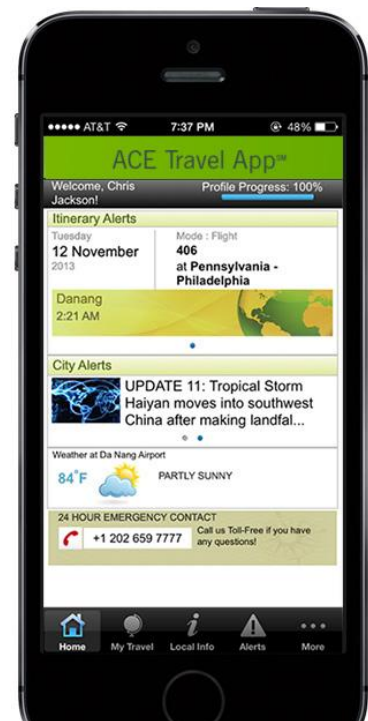 AT&T 7:37 PM 48%
ACE Travel App℠
Welcome, Chris Jackson!
Profile Progress: 100%
Itinerary Alerts
Tuesday
12 November
2013
Mode : Flight
406
at Pennsylvania -
Philadelphia
Danang
2:21 AM
City Alerts
UPDATE 11: Tropical Storm
Haiyan moves into southwest
China after making landfal...
Weather at Da Nang Airport
84°F PARTLY SUNNY
24 HOUR EMERGENCY CONTACT
+1 202 659 7777
Call us Toll-Free if you have
any questions!
Home My Travel Local Info Alerts More